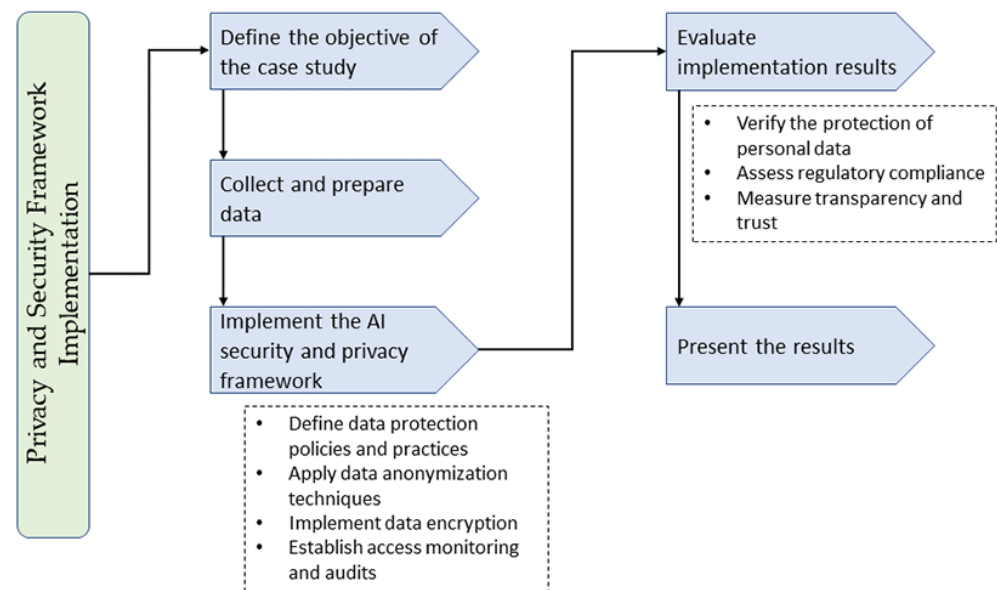 Privacy and Security Framework
Implementation
Define the objective of
the case study
Collect and prepare
data
Implement the AI
security and privacy
framework
• Define data protection
policies and practices
• Apply data anonymization
techniques
• Implement data encryption
• Establish access monitoring
and audits
Evaluate
implementation results
• Verify the protection of
personal data
• Assess regulatory compliance
• Measure transparency and
trust
Present the results